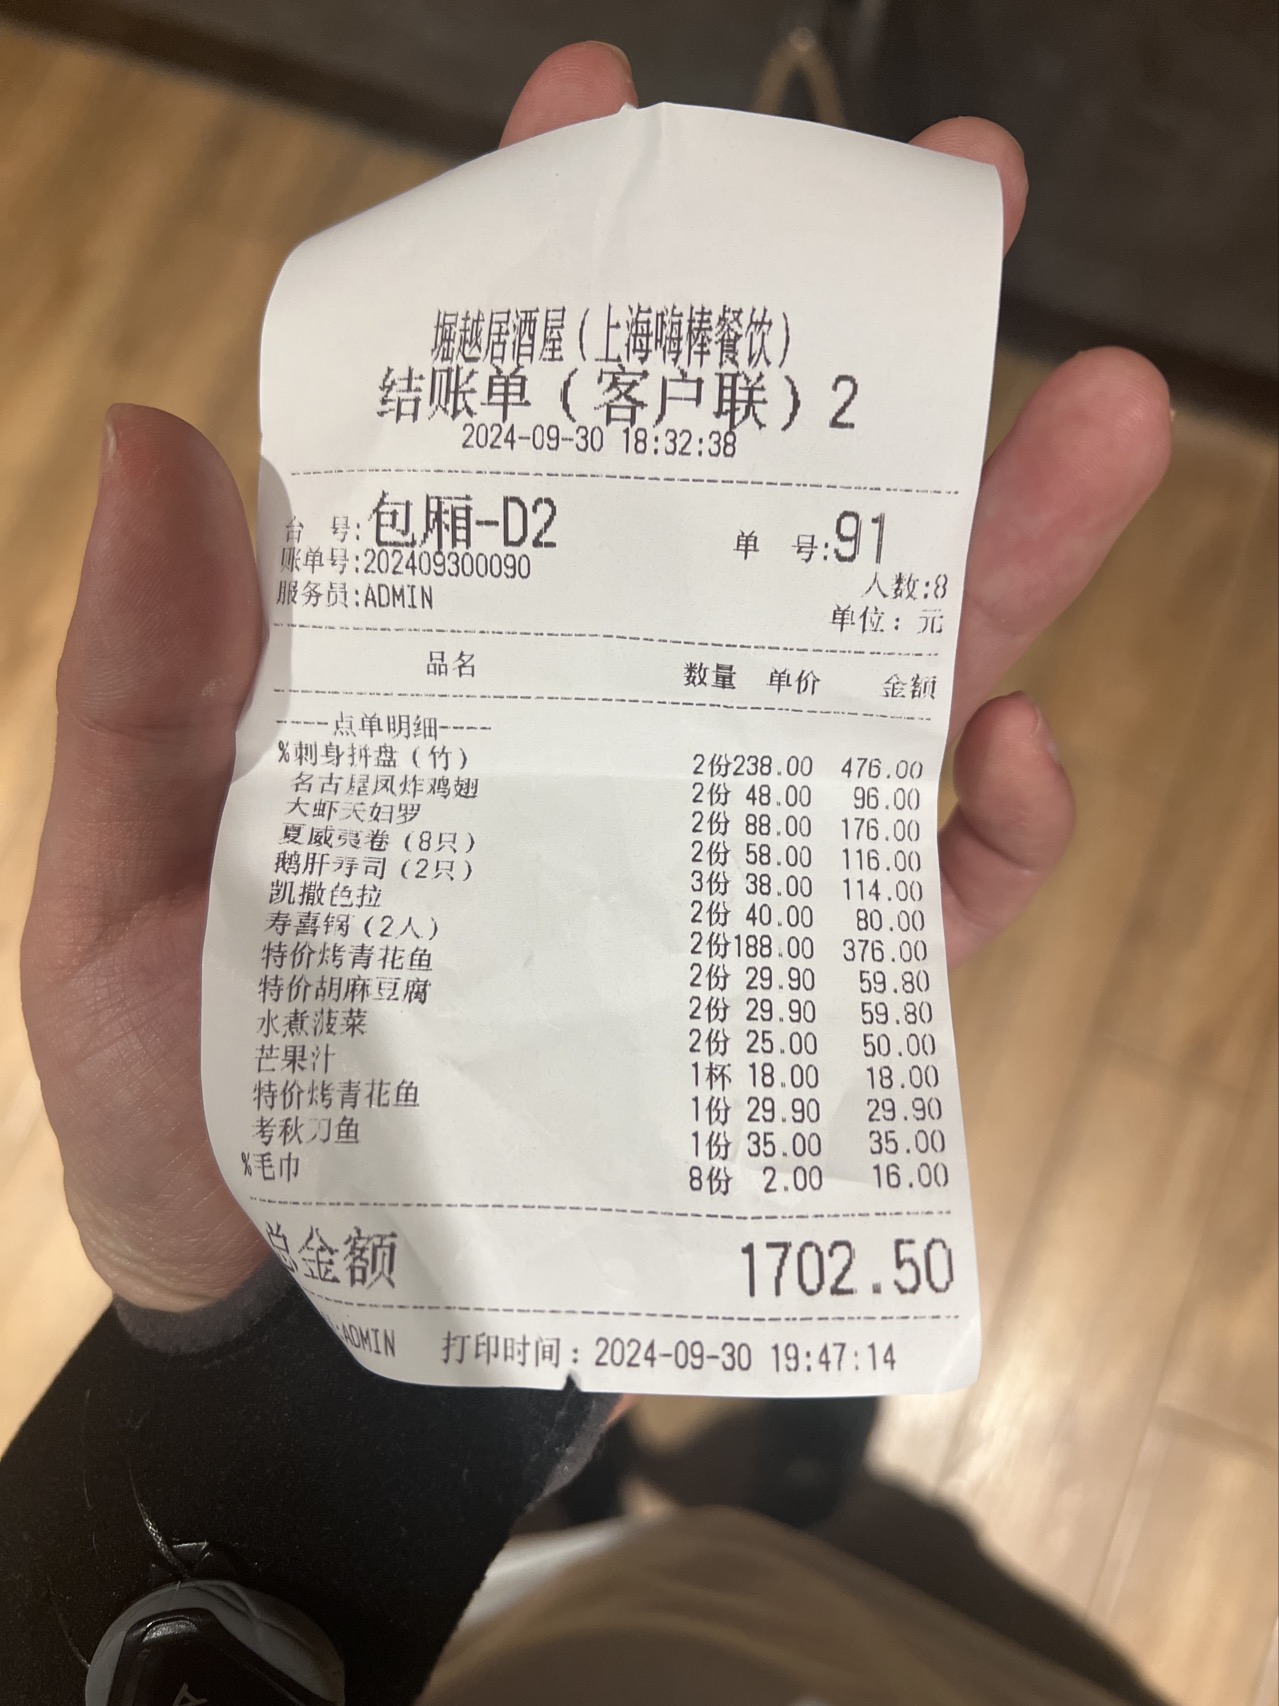 堀越居酒屋（上海嗨棒餐饮）
结账单（客户联）2
2024-09-30 18:32:38
台 号:包厢-D2 单 号:91
账单号:202409300090 人数:8
服务员:ADMIN 单位：元
品名 数量 单价 金额
----点单明细----
%刺身拼盘（竹） 2份238.00 476.00
名古屋风炸鸡翅 2份 48.00 96.00
大虾天妇罗 2份 88.00 176.00
夏威夷卷（8只） 2份 58.00 116.00
鹅肝寿司（2只） 3份 38.00 114.00
凯撒色拉 2份 40.00 80.00
寿喜锅（2人） 2份188.00 376.00
特价烤青花鱼 2份 29.90 59.80
特价胡麻豆腐 2份 29.90 59.80
水煮菠菜 2份 25.00 50.00
芒果汁 1杯 18.00 18.00
特价烤青花鱼 1份 29.90 29.90
考秋刀鱼 1份 35.00 35.00
%毛巾 8份 2.00 16.00
总金额 1702.50
:ADMIN 打印时间：2024-09-30 19:47:14